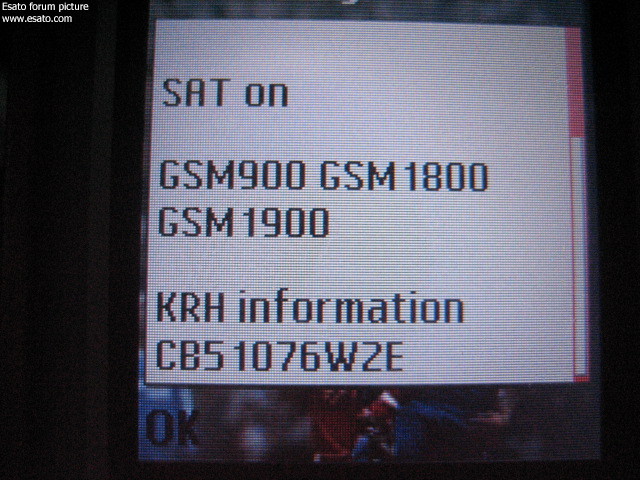 Esato forum picture
www.esato.com
SAT on
GSM900 GSM1800
GSM1900
KRH information
CB51076W2E
OK